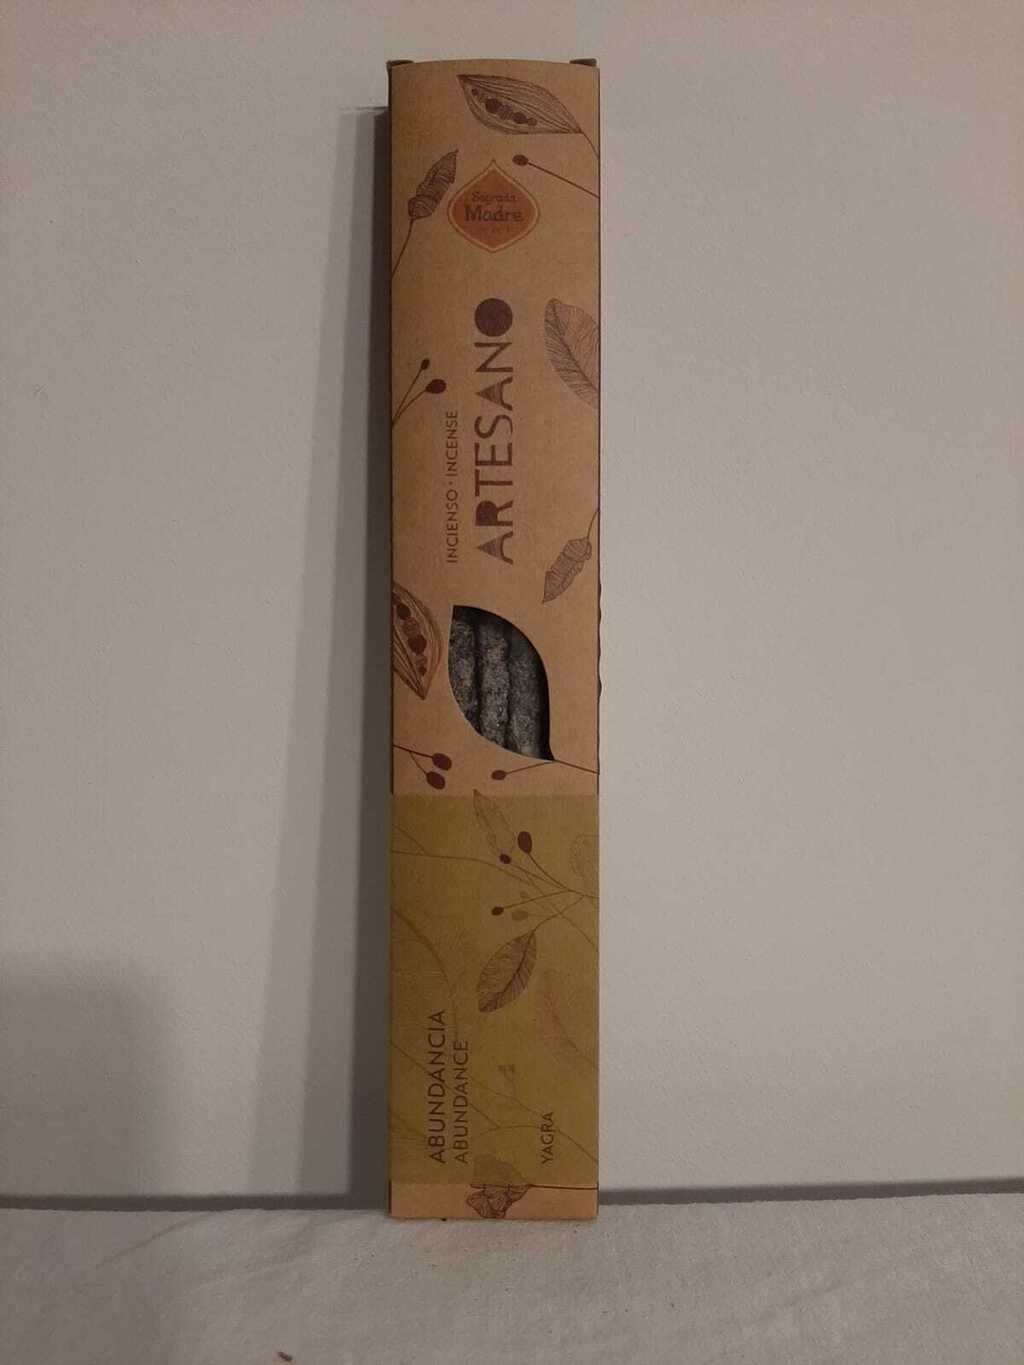 Sagrada
Madre
INCIENSO · INCENSE
ARTESANO
ABUNDANCIA
ABUNDANCE
YAGRA